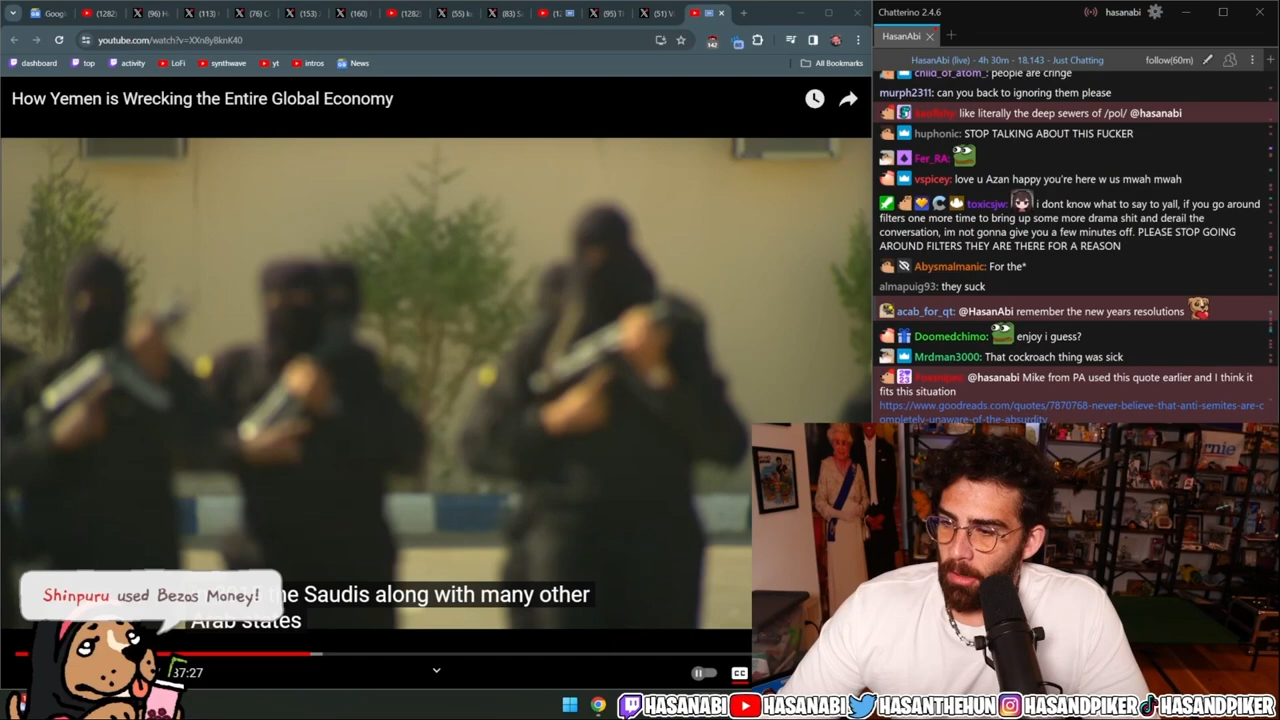 Chatterino 2.4.6
hasanabi
youtube.com/watch?v=XXn8yBknK40
HasanAbi
dashboard
top
activity
LoFi
synthwave
yt
intros
News
All Bookmarks
HasanAbi (live) - 4h 30m - 18.143 - Just Chatting
follow(60m)
How Yemen is Wrecking the Entire Global Economy
child_of_atom_: people are cringe
murph2311: can you back to ignoring them please
like literally the deep sewers of /pol/ @hasanabi
huphonic: STOP TALKING ABOUT THIS FUCKER
Fer_RA:
vspicey: love u Azan happy you're here w us mwah mwah
toxicsjw: i dont know what to say to yall, if you go around
filters one more time to bring up some more drama shit and derail the
conversation, im not gonna give you a few minutes off. PLEASE STOP GOING
AROUND FILTERS THEY ARE THERE FOR A REASON
Abysmalmanic: For the*
almapuig93: they suck
acab_for_qt: @HasanAbi remember the new years resolutions
Doomedchimo: enjoy i guess?
Mrdman3000: That cockroach thing was sick
@hasanabi Mike from PA used this quote earlier and I think it
fits this situation
https://www.goodreads.com/quotes/7870768-never-believe-that-anti-semites-are-c
ompletely-unaware-of-the-absurdity
Shinpuru used Bezos Money!
the Saudis along with many other
Arab states
37:27
CC
HASANABI
HASANABI
HASANTHEHUN
HASANDPIKER
HASANDPIKER